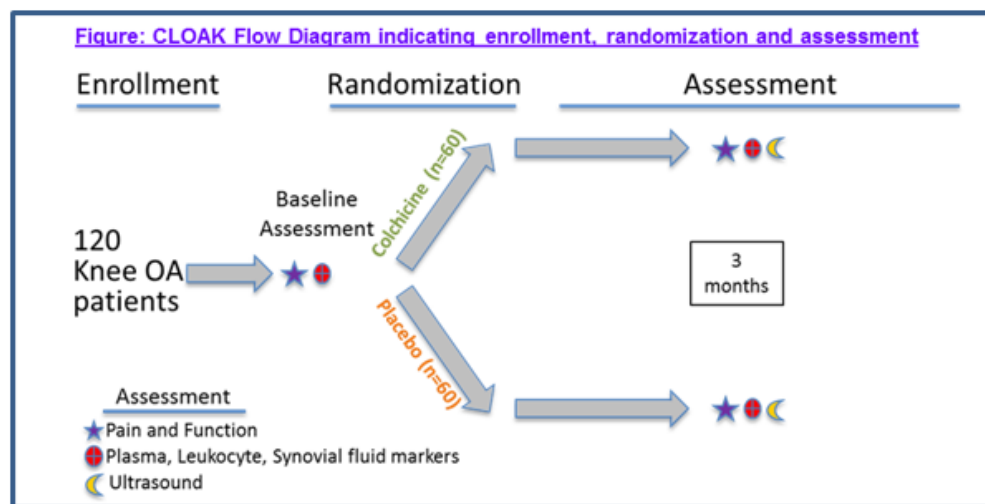 Figure: CLOAK Flow Diagram indicating enrollment, randomization and assessment
Enrollment
Randomization
Assessment
Baseline
Assessment
120
Knee OA
patients
Colchicine (n=60)
Placebo (n=60)
3
months
Assessment
Pain and Function
Plasma, Leukocyte, Synovial fluid markers
Ultrasound